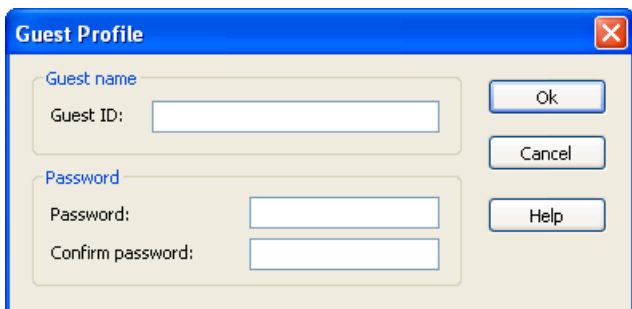 Guest Profile
Guest name
Guest ID:
Ok
Cancel
Password
Password:
Help
Confirm password: